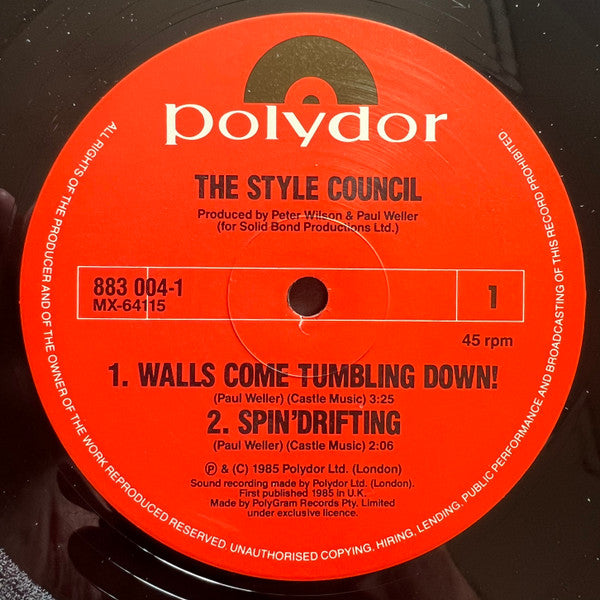 polydor
THE STYLE COUNCIL
Produced by Peter Wilson & Paul Weller
(for Solid Bond Productions Ltd.)
883 004-1
MX-64115
1
45 rpm
1. WALLS COME TUMBLING DOWN!
(Paul Weller) (Castle Music) 3:25
2. SPIN'DRIFTING
(Paul Weller) (Castle Music) 2:06
Ⓟ & (C) 1985 Polydor Ltd. (London)
Sound recording made by Polydor Ltd. (London).
First published 1985 in U.K.
Made by PolyGram Records Pty. Limited
under exclusive licence.
ALL RIGHTS OF THE PRODUCER AND OF THE OWNER OF THE WORK REPRODUCED RESERVED. UNAUTHORISED COPYING, HIRING, LENDING, PUBLIC PERFORMANCE AND BROADCASTING OF THIS RECORD PROHIBITED.